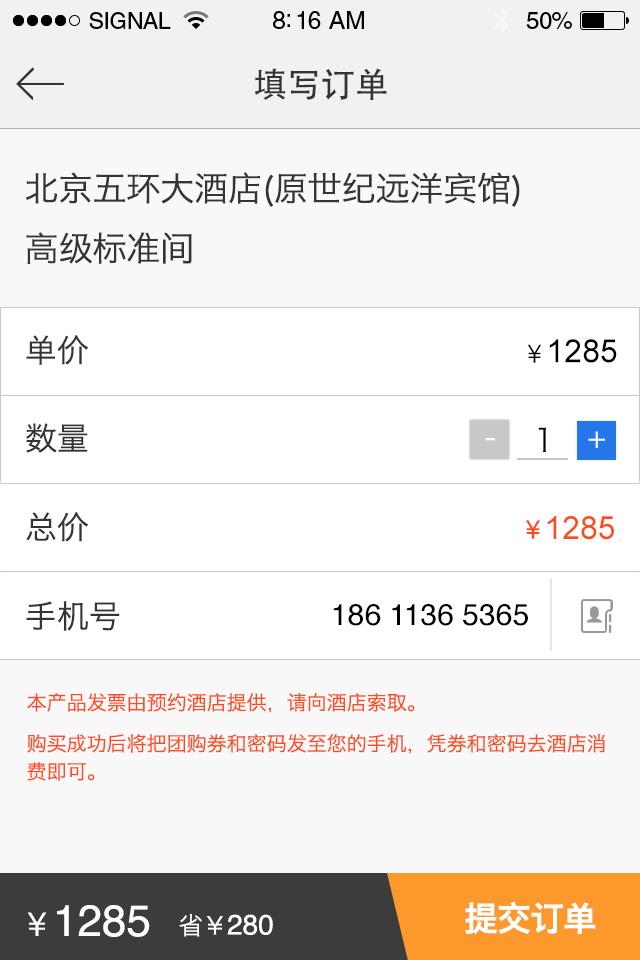 SIGNAL 8:16 AM 50%
填写订单
北京五环大酒店(原世纪远洋宾馆)
高级标准间
单价 ¥1285
数量 - 1 +
总价 ¥1285
手机号 186 1136 5365
本产品发票由预约酒店提供，请向酒店索取。
购买成功后将把团购券和密码发至您的手机，凭券和密码去酒店消
费即可。
¥1285 省¥280 提交订单